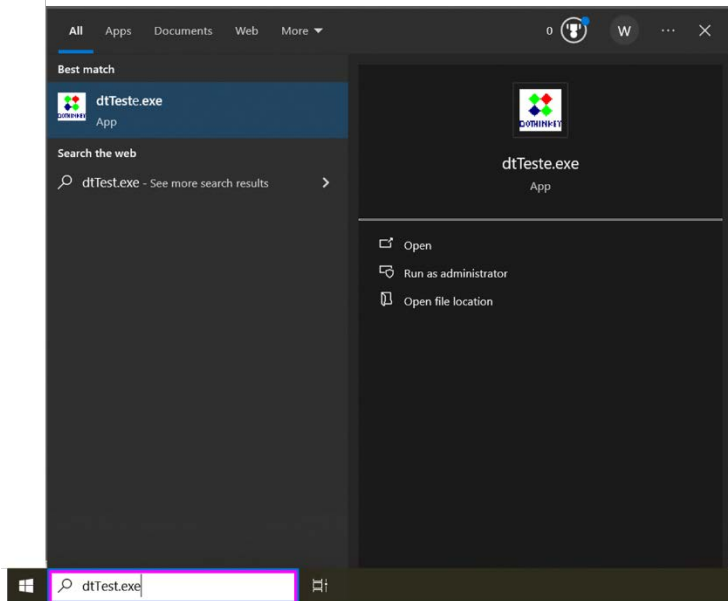 All Apps Documents Web More 0 W
Best match
dtTeste.exe
App
Search the web
dtTest.exe - See more search results
DOTHINKEY
dtTeste.exe
App
Open
Run as administrator
Open file location
dtTest.exe